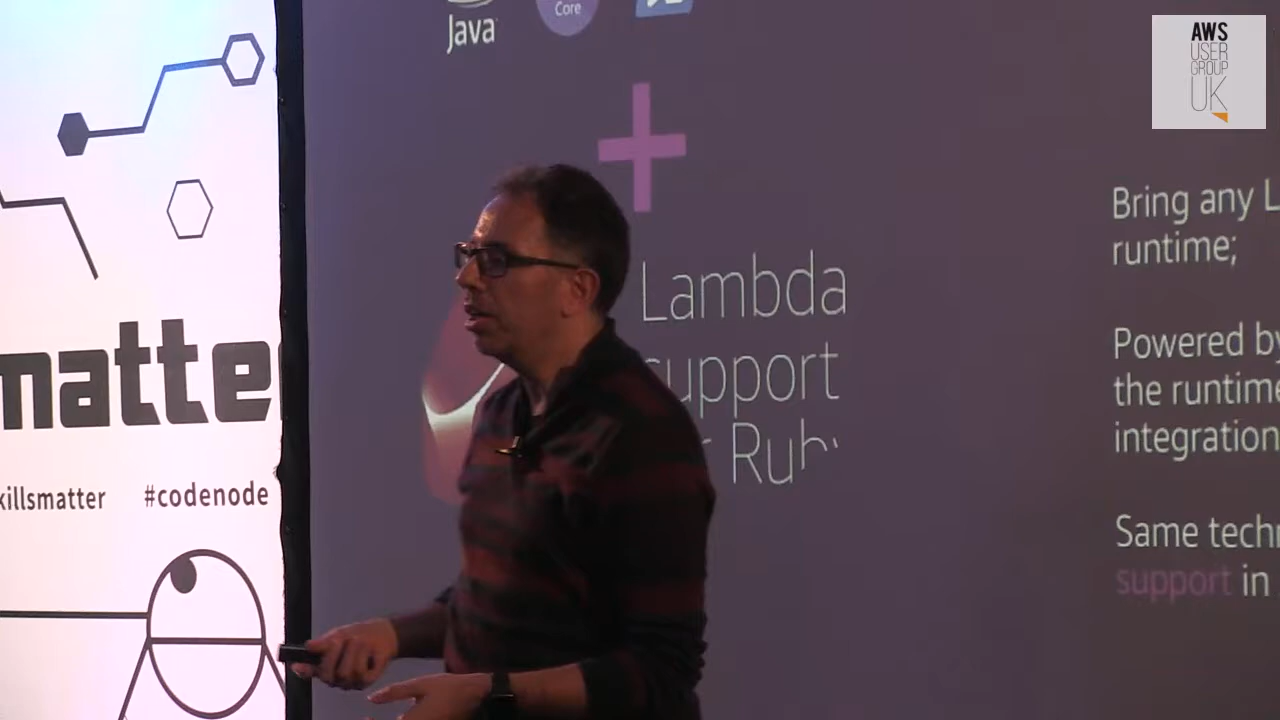 Java
Core
AWS
USER
GROUP
UK
Lambda
support
Ruby
Bring any
runtime;
Powered by
the runtime
integration
Same
support in
matte
killsmatter #codenode